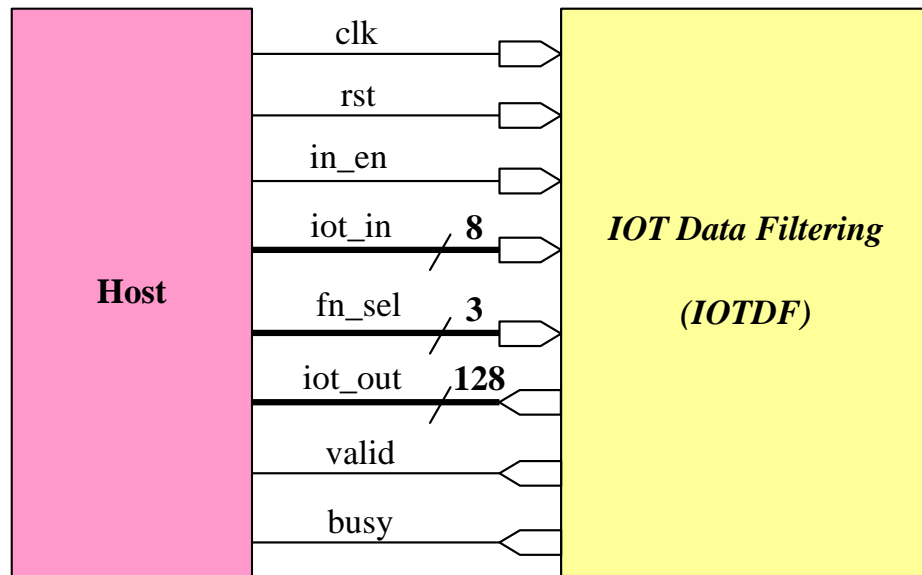 clk
rst
in_en
iot_in 8
fn_sel 3
iot_out 128
valid
busy
Host
IOT Data Filtering
(IOTDF)